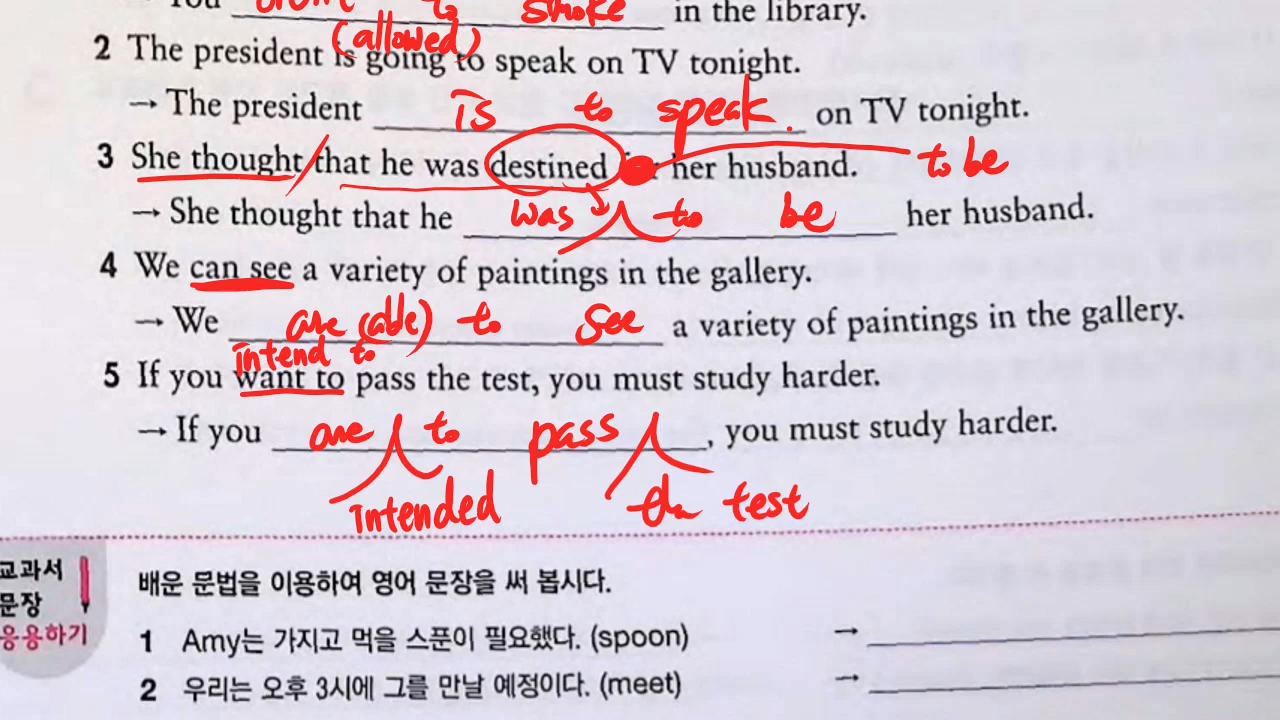 to smoke in the library.
(allowed)
2 The president is going to speak on TV tonight.
→ The president is to speak. on TV tonight.
3 She thought that he was destined her husband. to be
→ She thought that he was to be her husband.
4 We can see a variety of paintings in the gallery.
→ We are (able) to see a variety of paintings in the gallery.
intend to
5 If you want to pass the test, you must study harder.
→ If you are to pass, you must study harder.
intended the test
교과서 배운 문법을 이용하여 영어 문장을 써 봅시다.
문장
응용하기 1 Amy는 가지고 먹을 스푼이 필요했다. (spoon) →
2 우리는 오후 3시에 그를 만날 예정이다. (meet) →